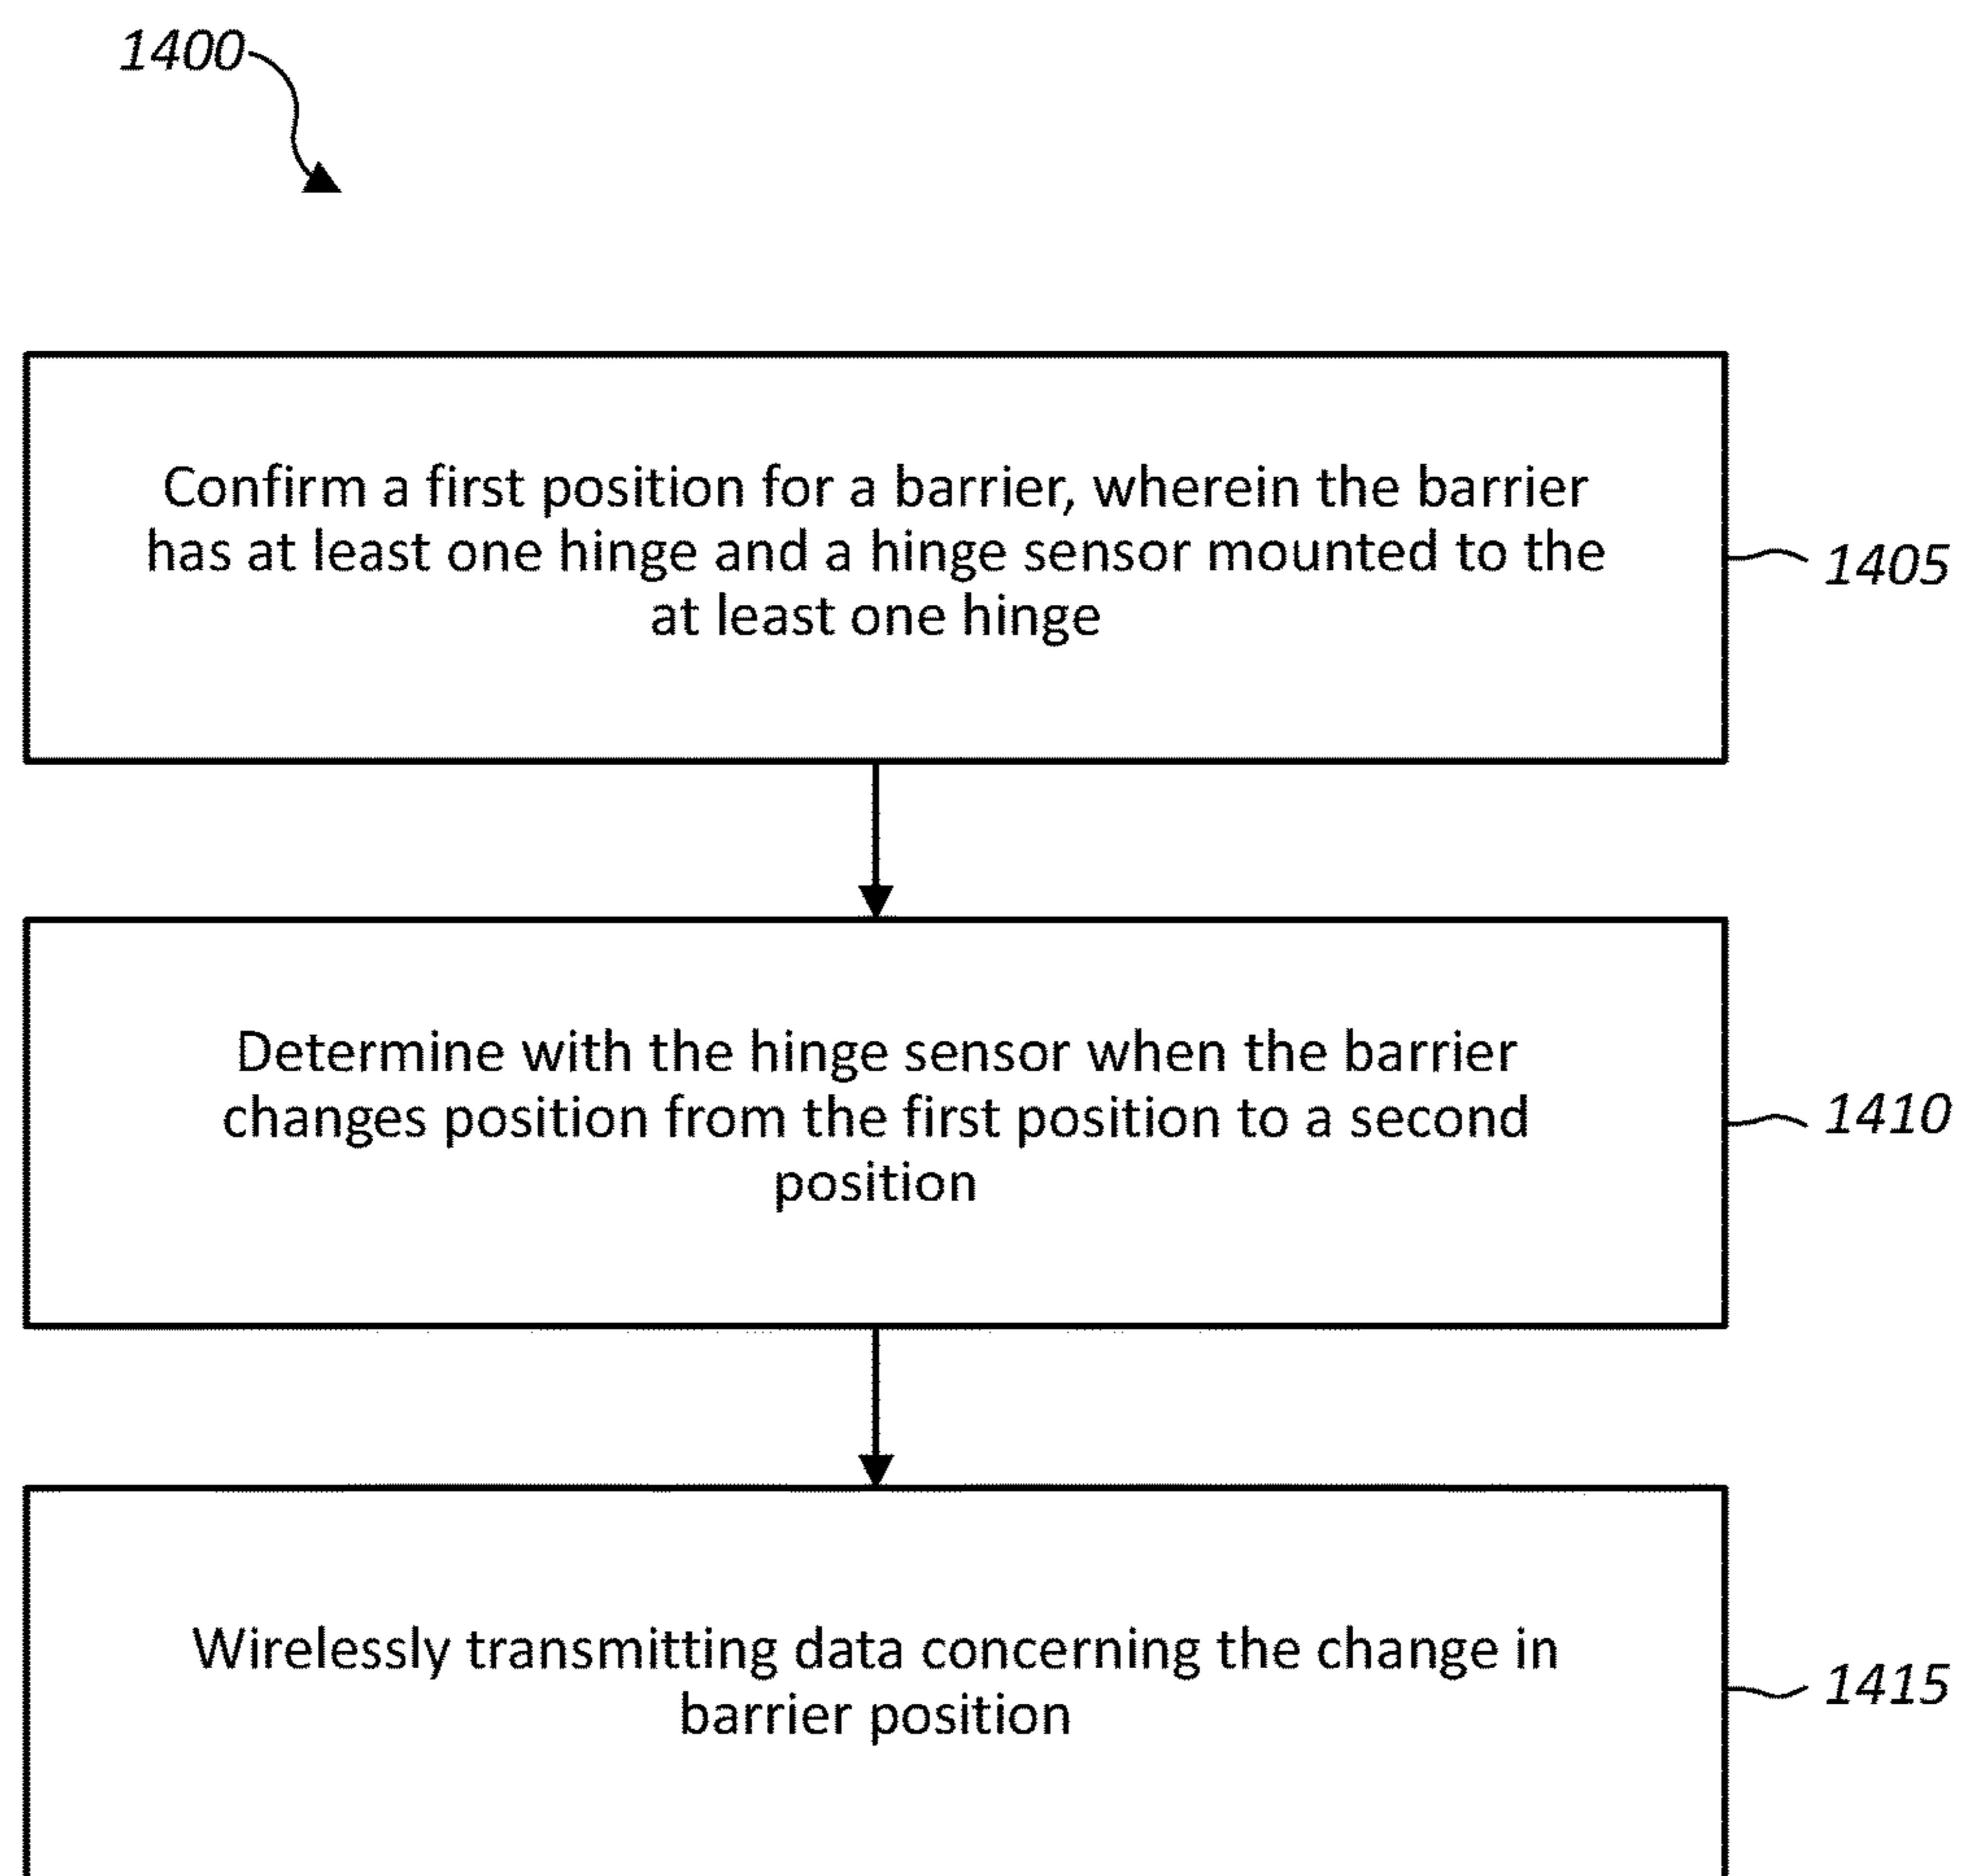 1400
Confirm a first position for a barrier, wherein the barrier
has at least one hinge and a hinge sensor mounted to the
at least one hinge
1405
Determine with the hinge sensor when the barrier
changes position from the first position to a second
position
1410
Wirelessly transmitting data concerning the change in
barrier position
1415